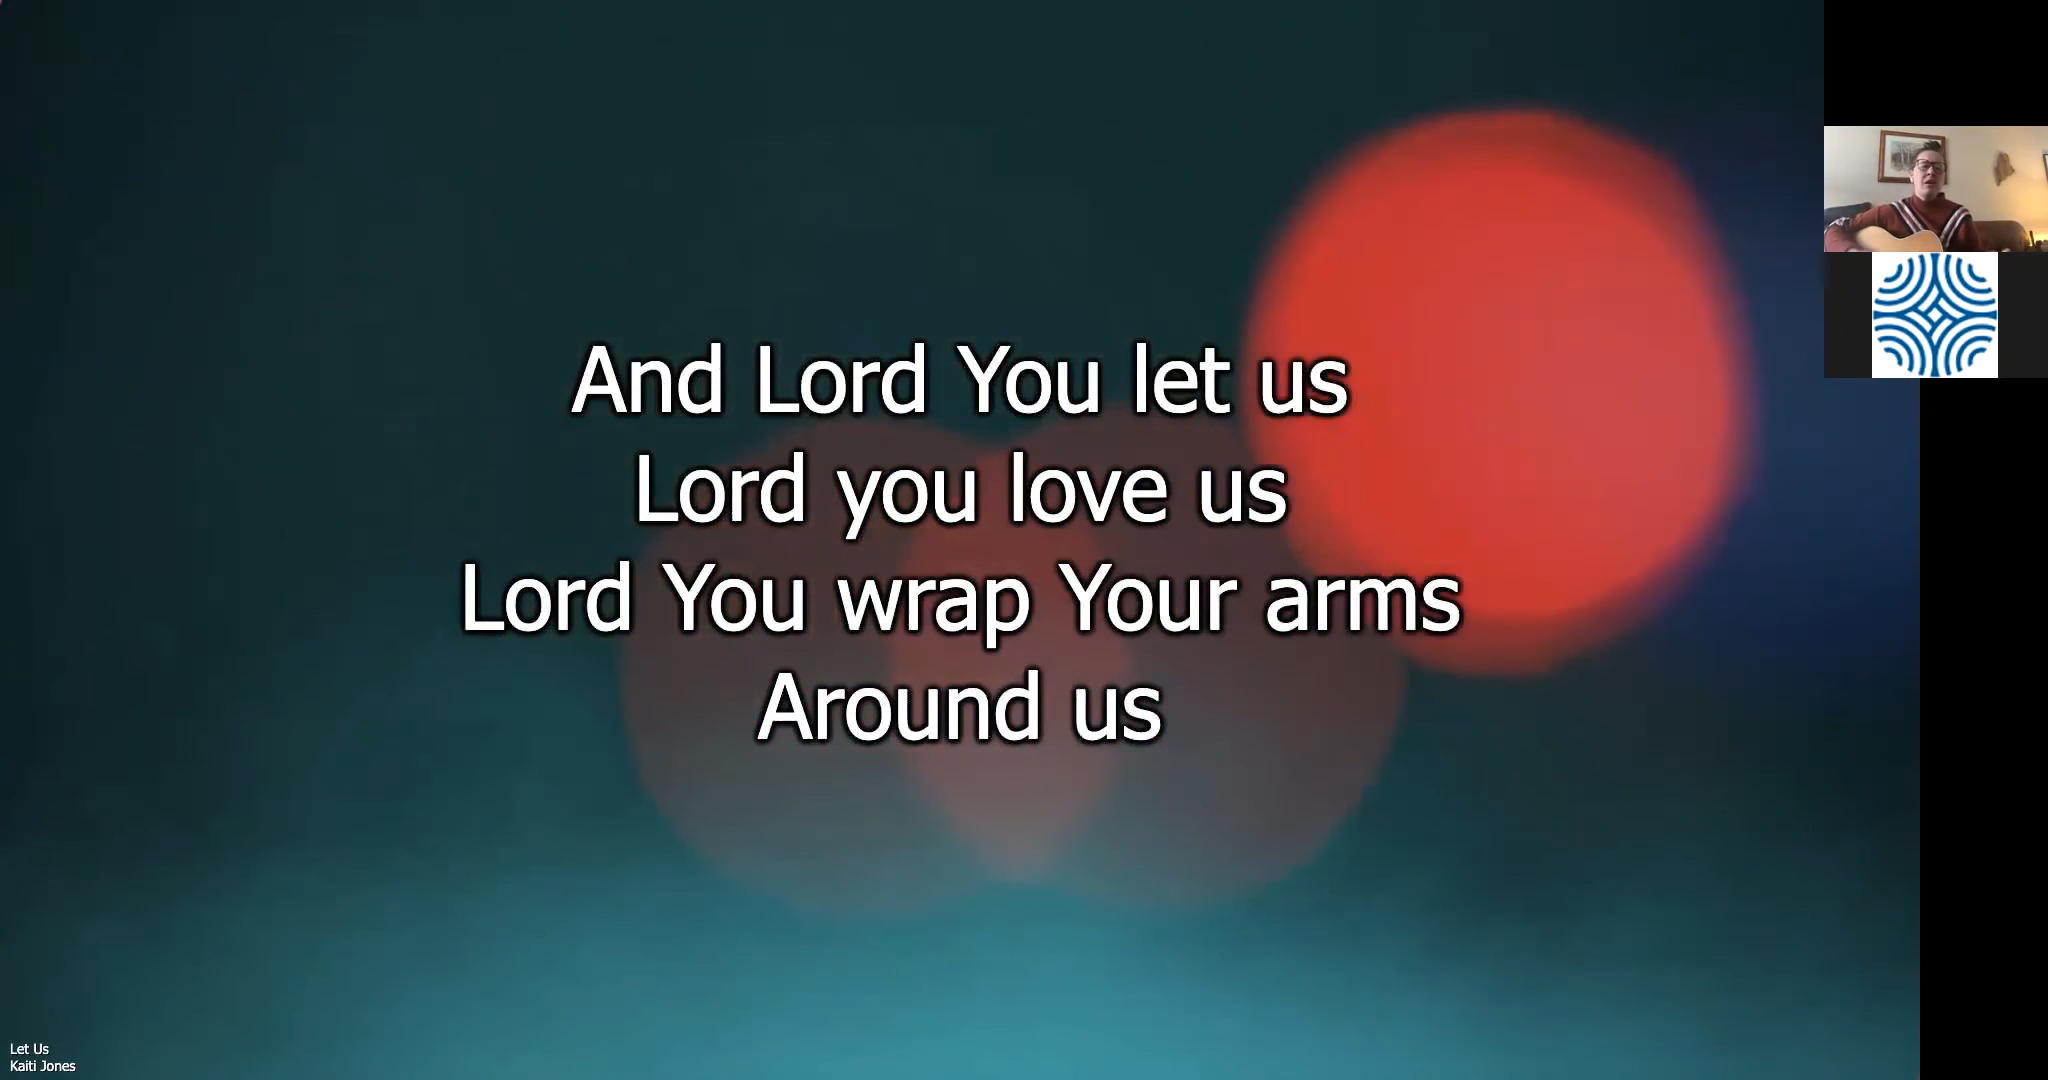 And Lord You let us
Lord you love us
Lord You wrap Your arms
Around us
Let Us
Kaiti Jones